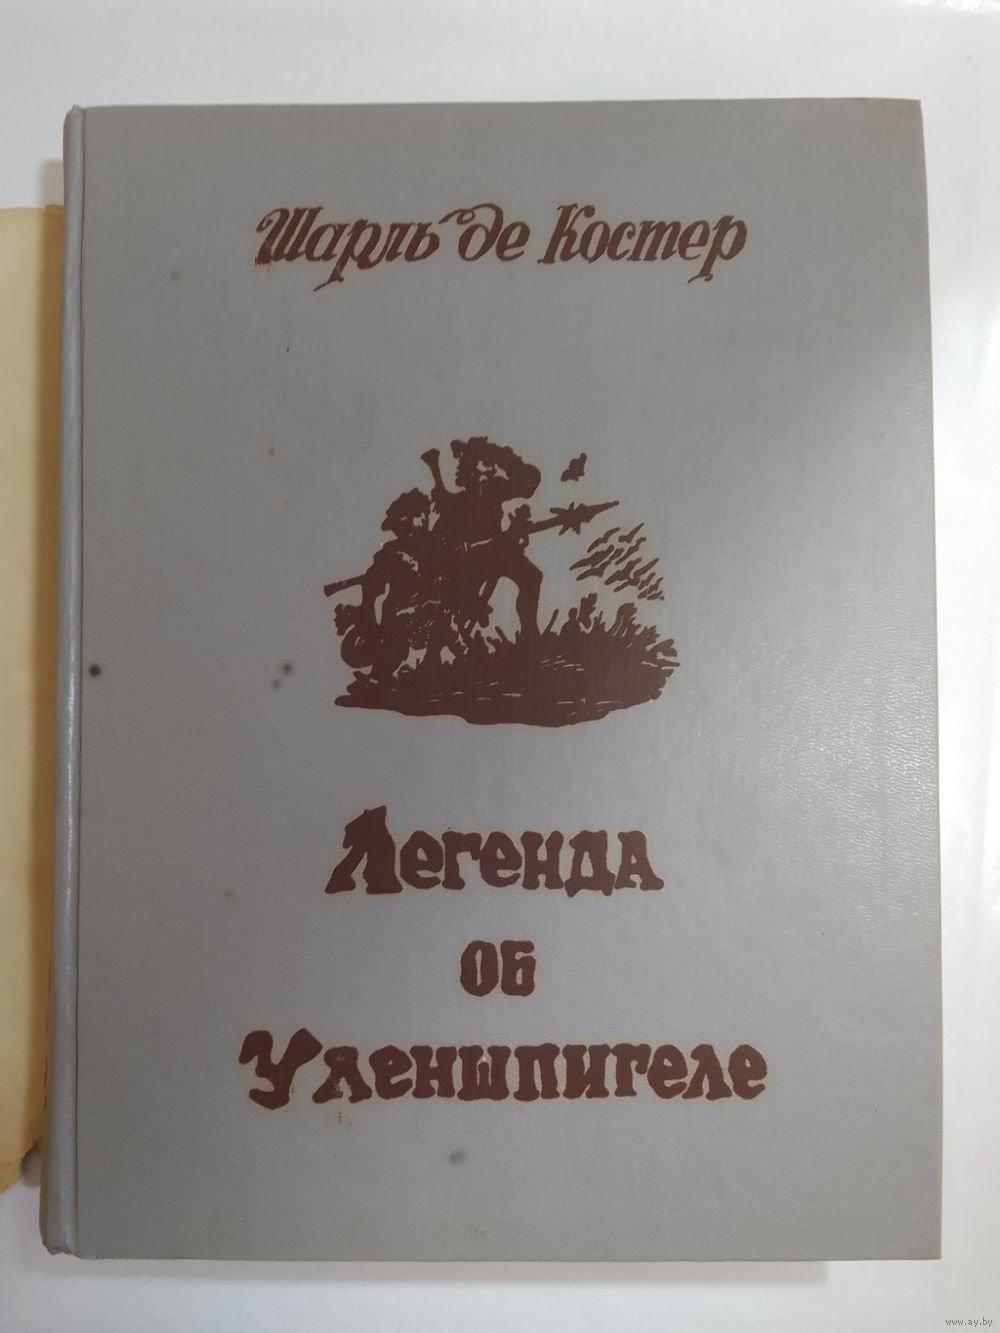 Шарль де Костер
Легенда
об
Уленшпигеле
www.ay.by